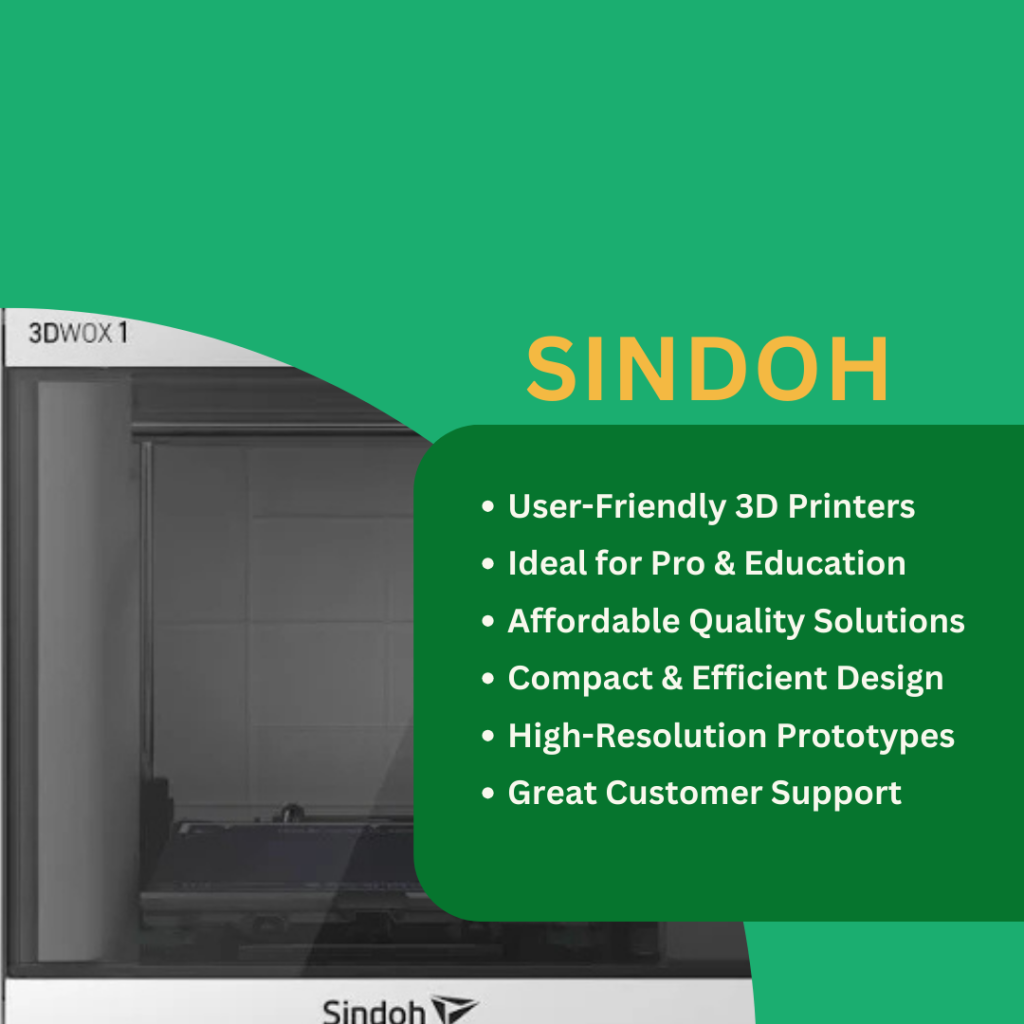 3DWOX 1
SINDOH
• User-Friendly 3D Printers
• Ideal for Pro & Education
• Affordable Quality Solutions
• Compact & Efficient Design
• High-Resolution Prototypes
• Great Customer Support
Sindoh